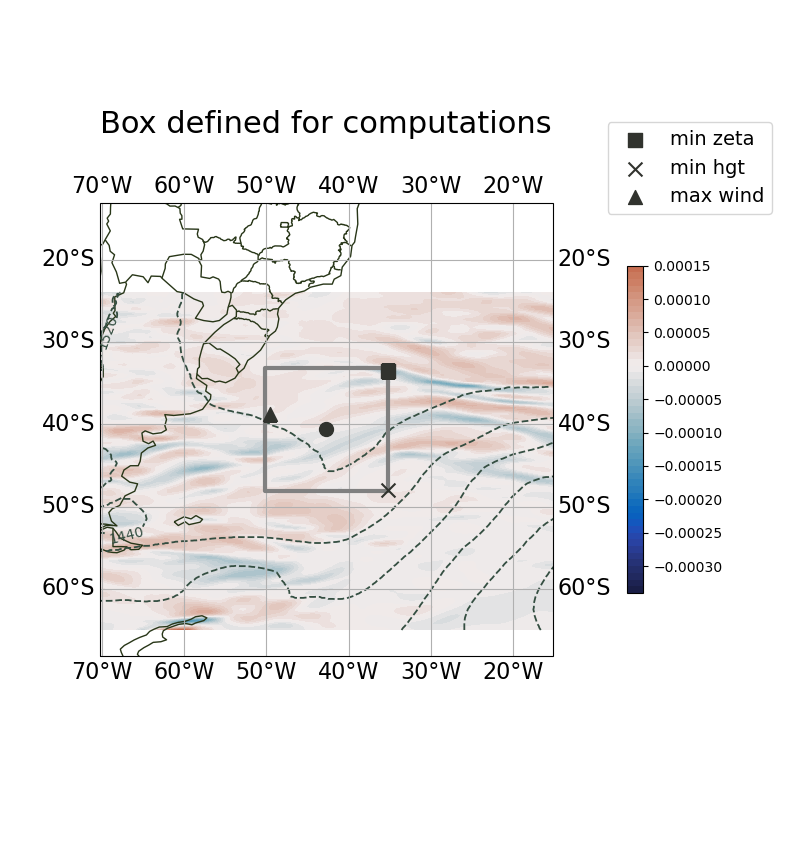 Box defined for computations
min zeta
min hgt
max wind
70°W 60°W 50°W 40°W 30°W 20°W
20°S 20°S
30°S 30°S
40°S 40°S
50°S 50°S
60°S 60°S
70°W 60°W 50°W 40°W 30°W 20°W
1520
1440
0.00015
0.00010
0.00005
0.00000
−0.00005
−0.00010
−0.00015
−0.00020
−0.00025
−0.00030